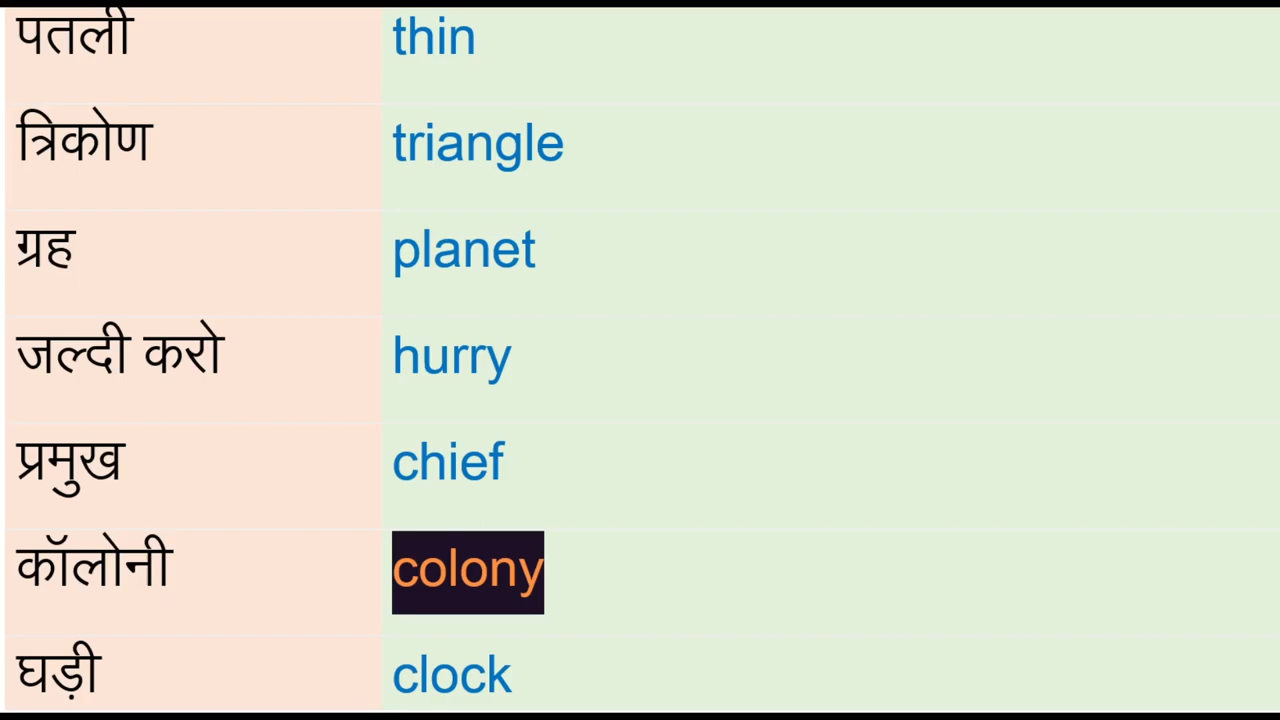 पतली thin
त्रिकोण triangle
ग्रह planet
जल्दी करो hurry
प्रमुख chief
कॉलोनी colony
घड़ी clock